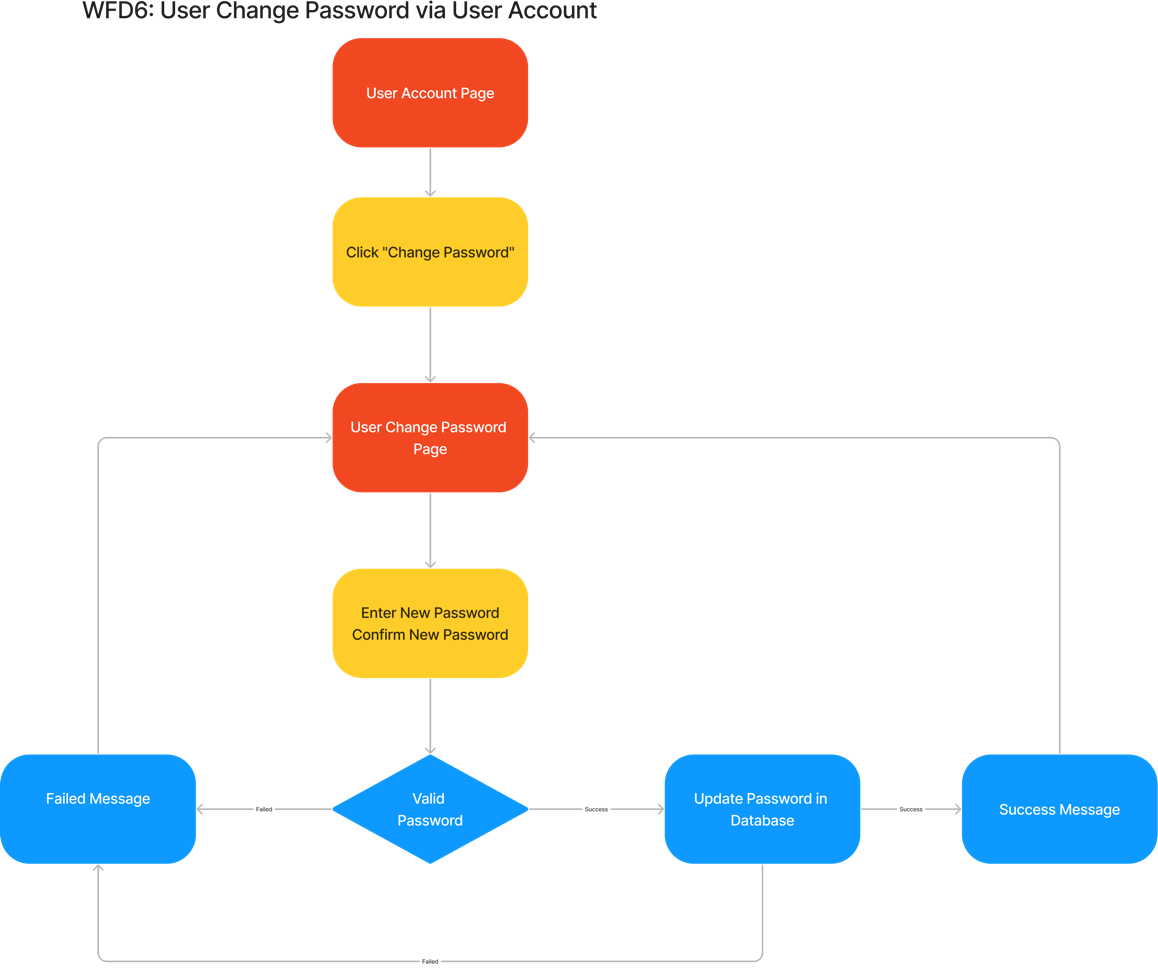 WFD6: User Change Password via User Account
User Account Page
Click "Change Password"
User Change Password
Page
Enter New Password
Confirm New Password
Failed Message
Failed
Valid
Password
Success
Update Password in
Database
Success
Success Message
Failed